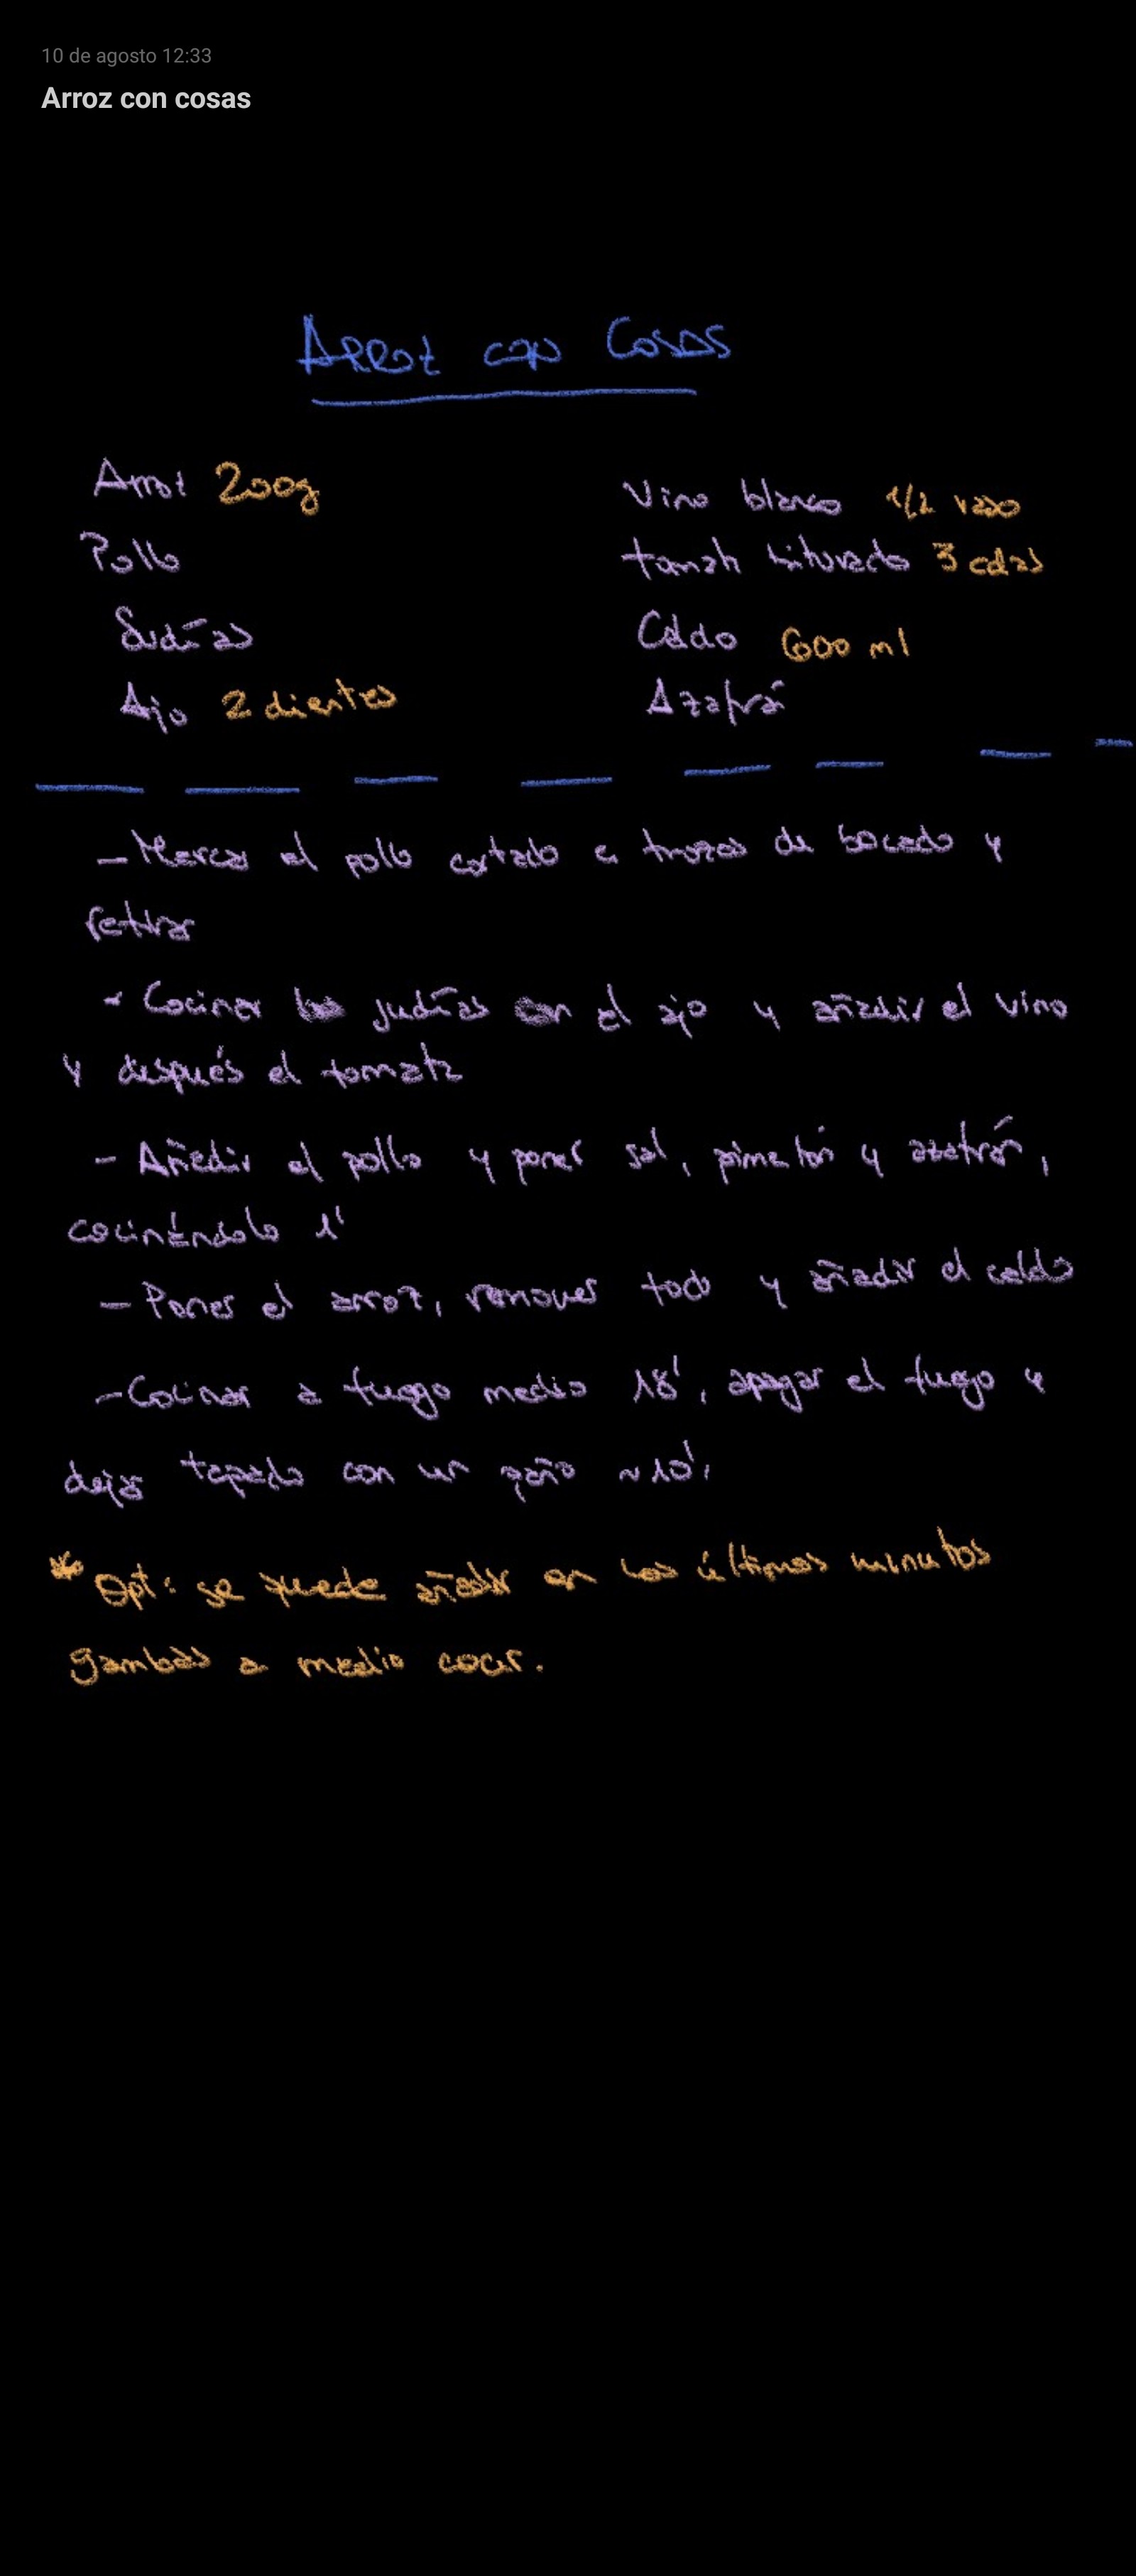 10 de agosto 12:33
Arroz con cosas
Arroz con Cosas
Arroz 200g
Vino blanco 1/2 vaso
Pollo
tomate triturado 3 cdas
Judías
Caldo 600 ml
Ajo 2 dientes
Azafrá
- Marcar el pollo cortado a trozos de bocado y
retirar
- Cocinar las judías con el ajo y añadir el vino
y después el tomate
- Añadir el pollo y poner sal, pimentón y azafrán,
cocinándolo 1'
- Poner el arroz, remover todo y añadir el caldo
- Cocinar a fuego medio 18', apagar el fuego y
dejar tapado con un paño ~10'.
* Opt: se puede añadir en los últimos minutos
gambas a medio cocer.